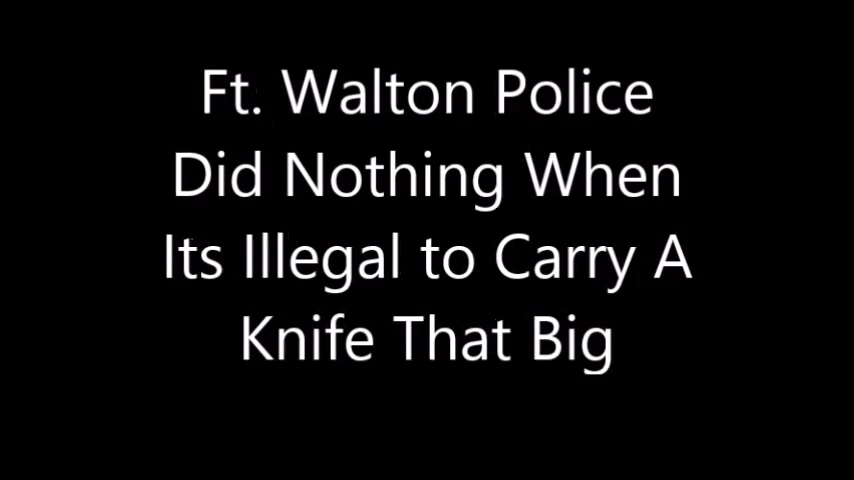 Ft. Walton Police
Did Nothing When
Its Illegal to Carry A
Knife That Big